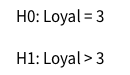 H0: Loyal = 3
H1: Loyal > 3